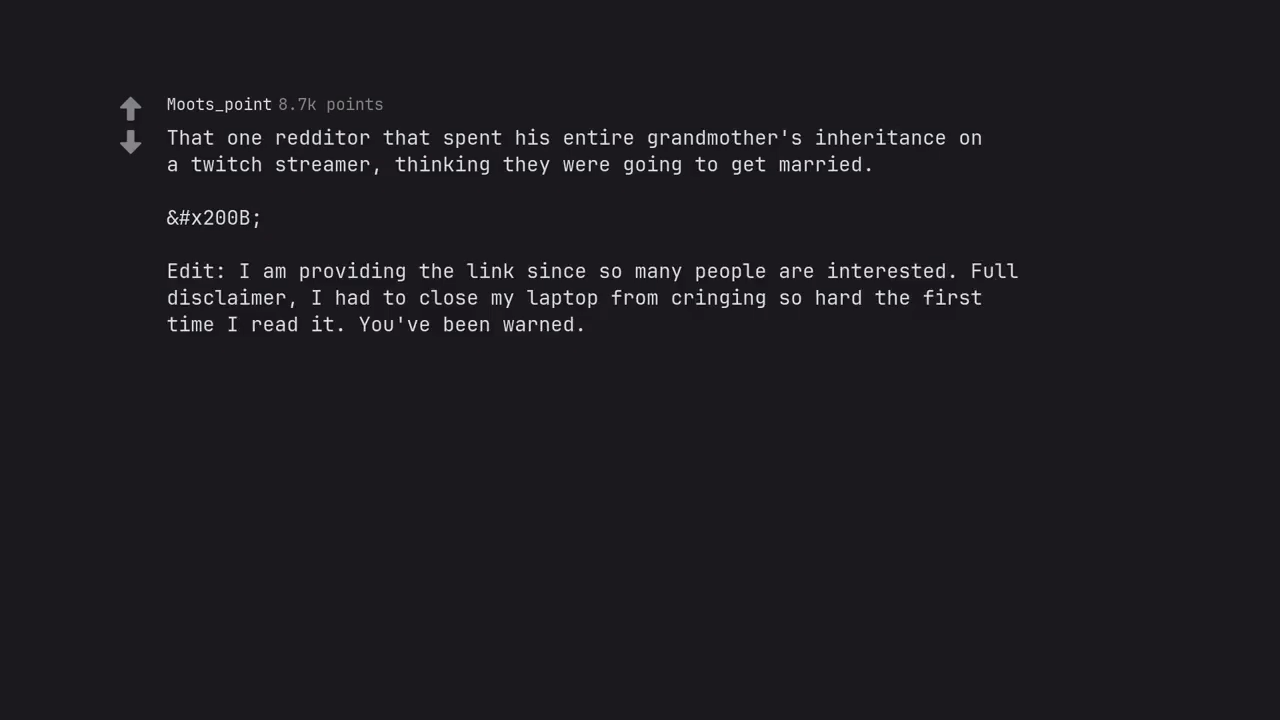 Moots_point 8.7k points
That one redditor that spent his entire grandmother's inheritance on
a twitch streamer, thinking they were going to get married.
&#x200B;
Edit: I am providing the link since so many people are interested. Full
disclaimer, I had to close my laptop from cringing so hard the first
time I read it. You've been warned.